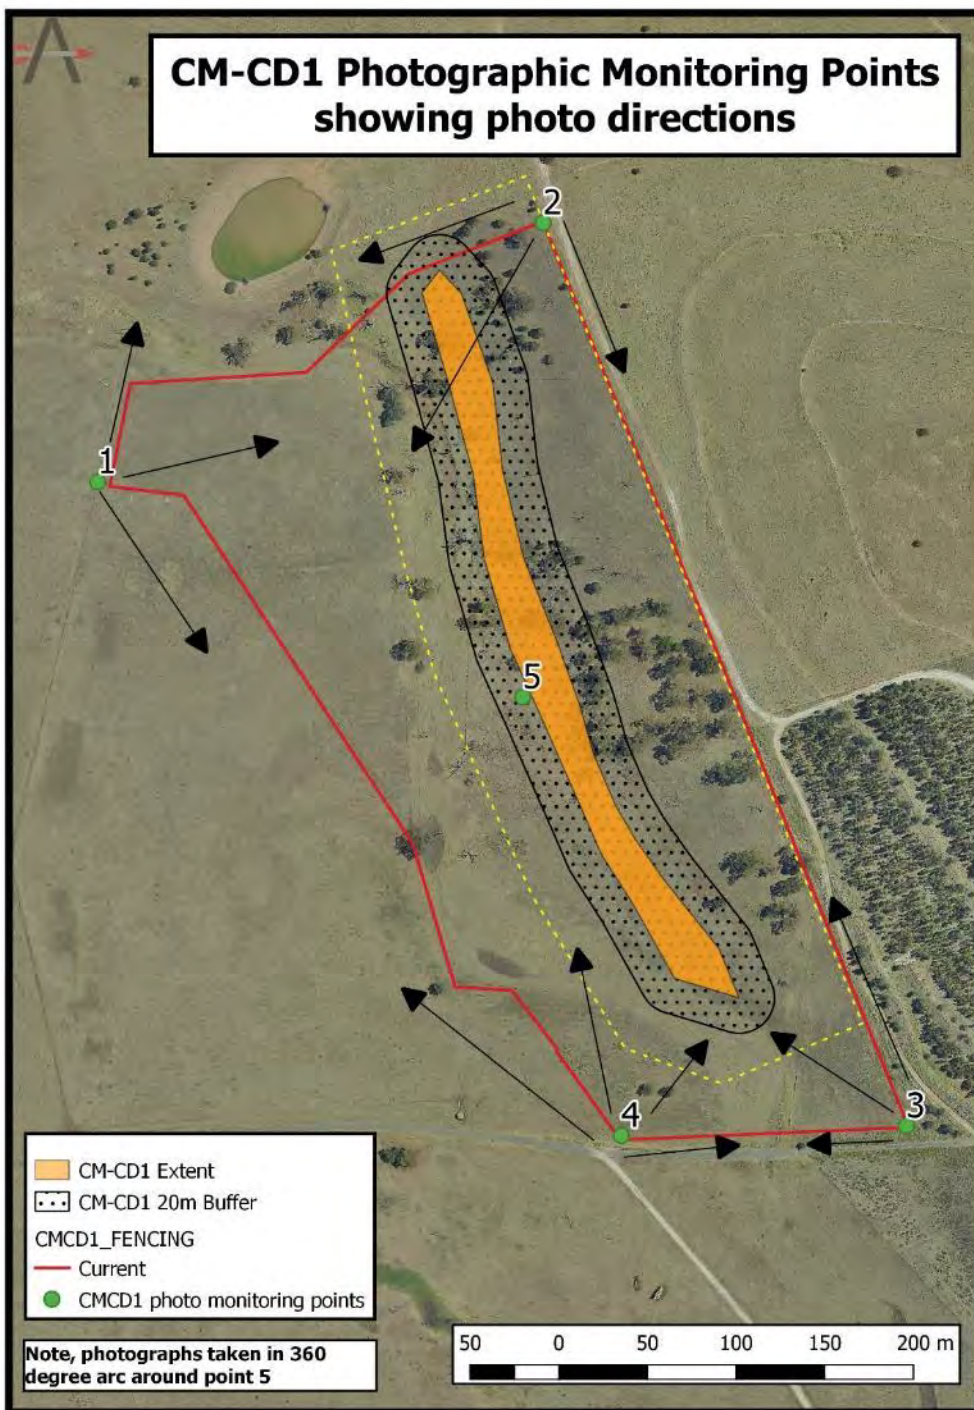 CM-CD1 Photographic Monitoring Points
showing photo directions
2
1
5
4
3
CM-CD1 Extent
CM-CD1 20m Buffer
CMCD1_FENCING
Current
CMCD1 photo monitoring points
Note, photographs taken in 360
degree arc around point 5
50 0 50 100 150 200 m